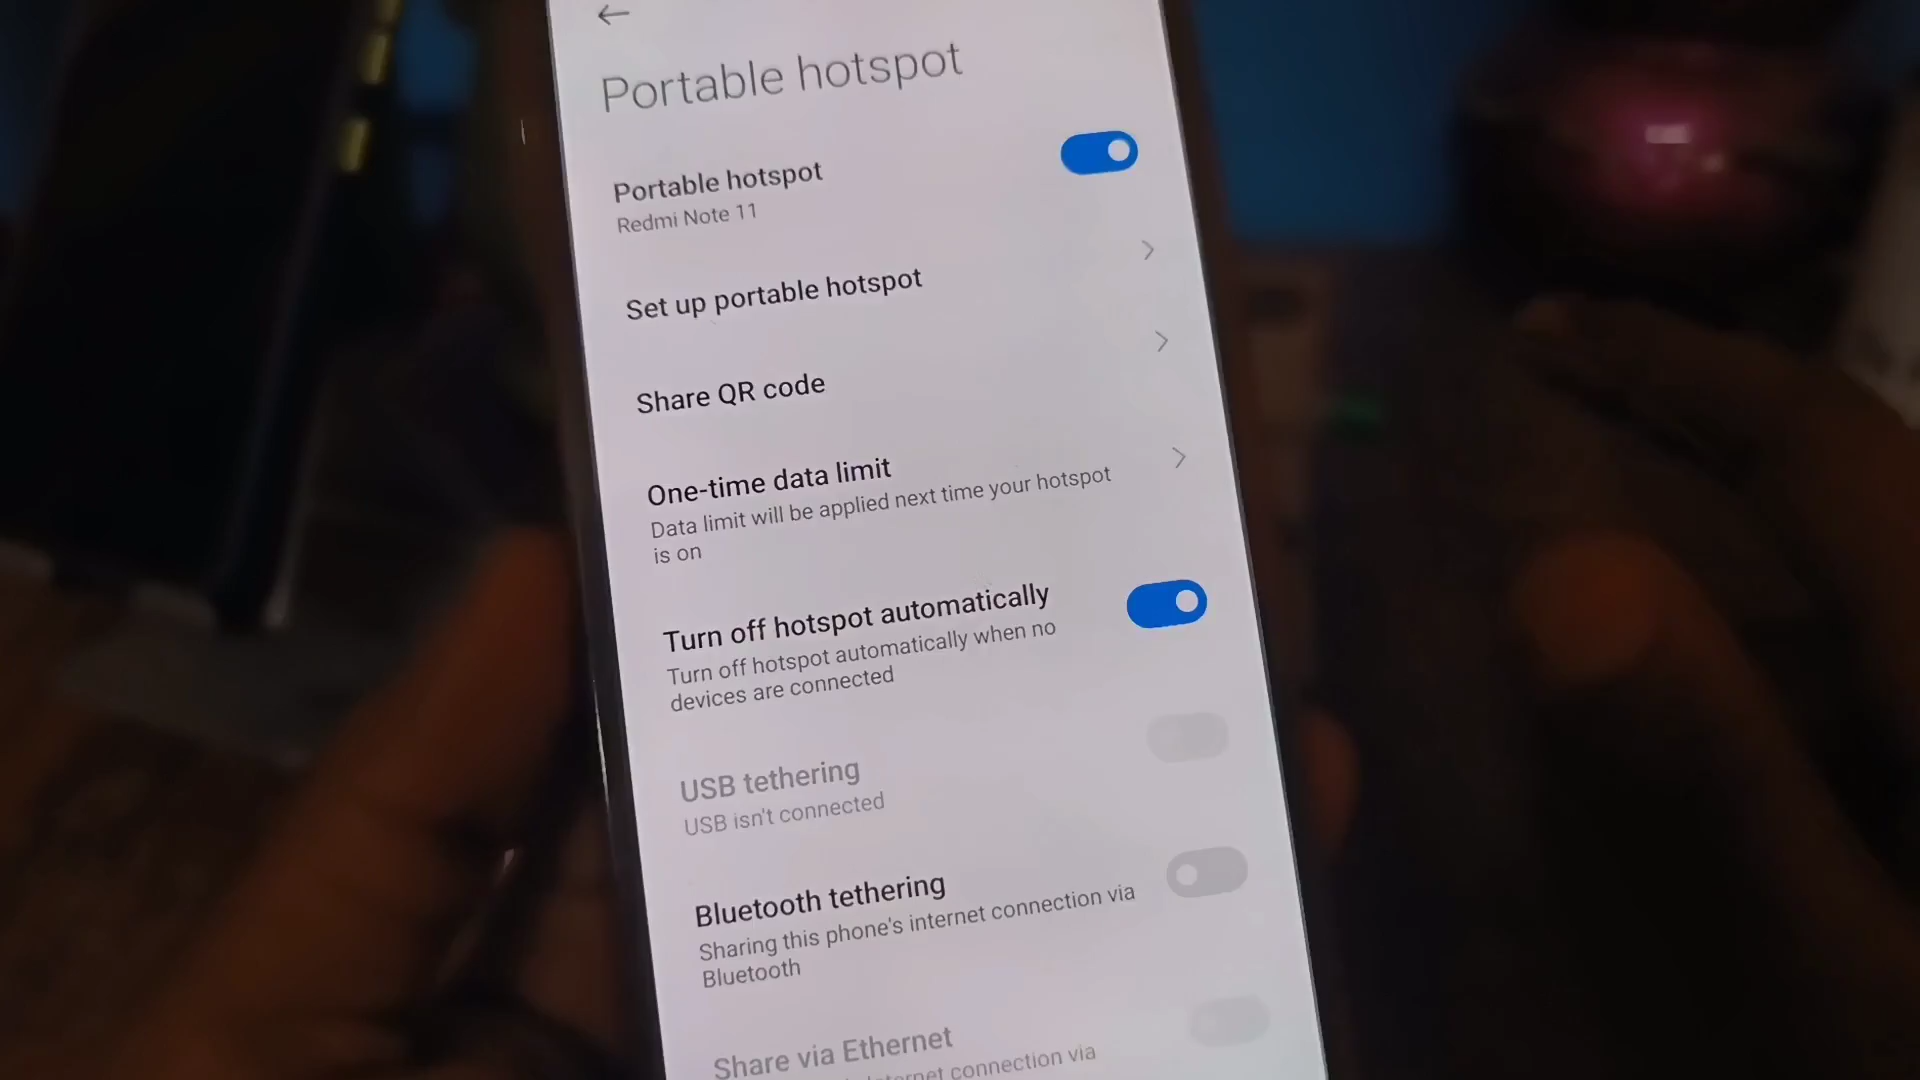 Portable hotspot
Portable hotspot
Redmi Note 11
Set up portable hotspot
Share QR code
One-time data limit
Data limit will be applied next time your hotspot
is on
Turn off hotspot automatically
Turn off hotspot automatically when no
devices are connected
USB tethering
USB isn't connected
Bluetooth tethering
Sharing this phone's internet connection via
Bluetooth
Share via Ethernet
connection via